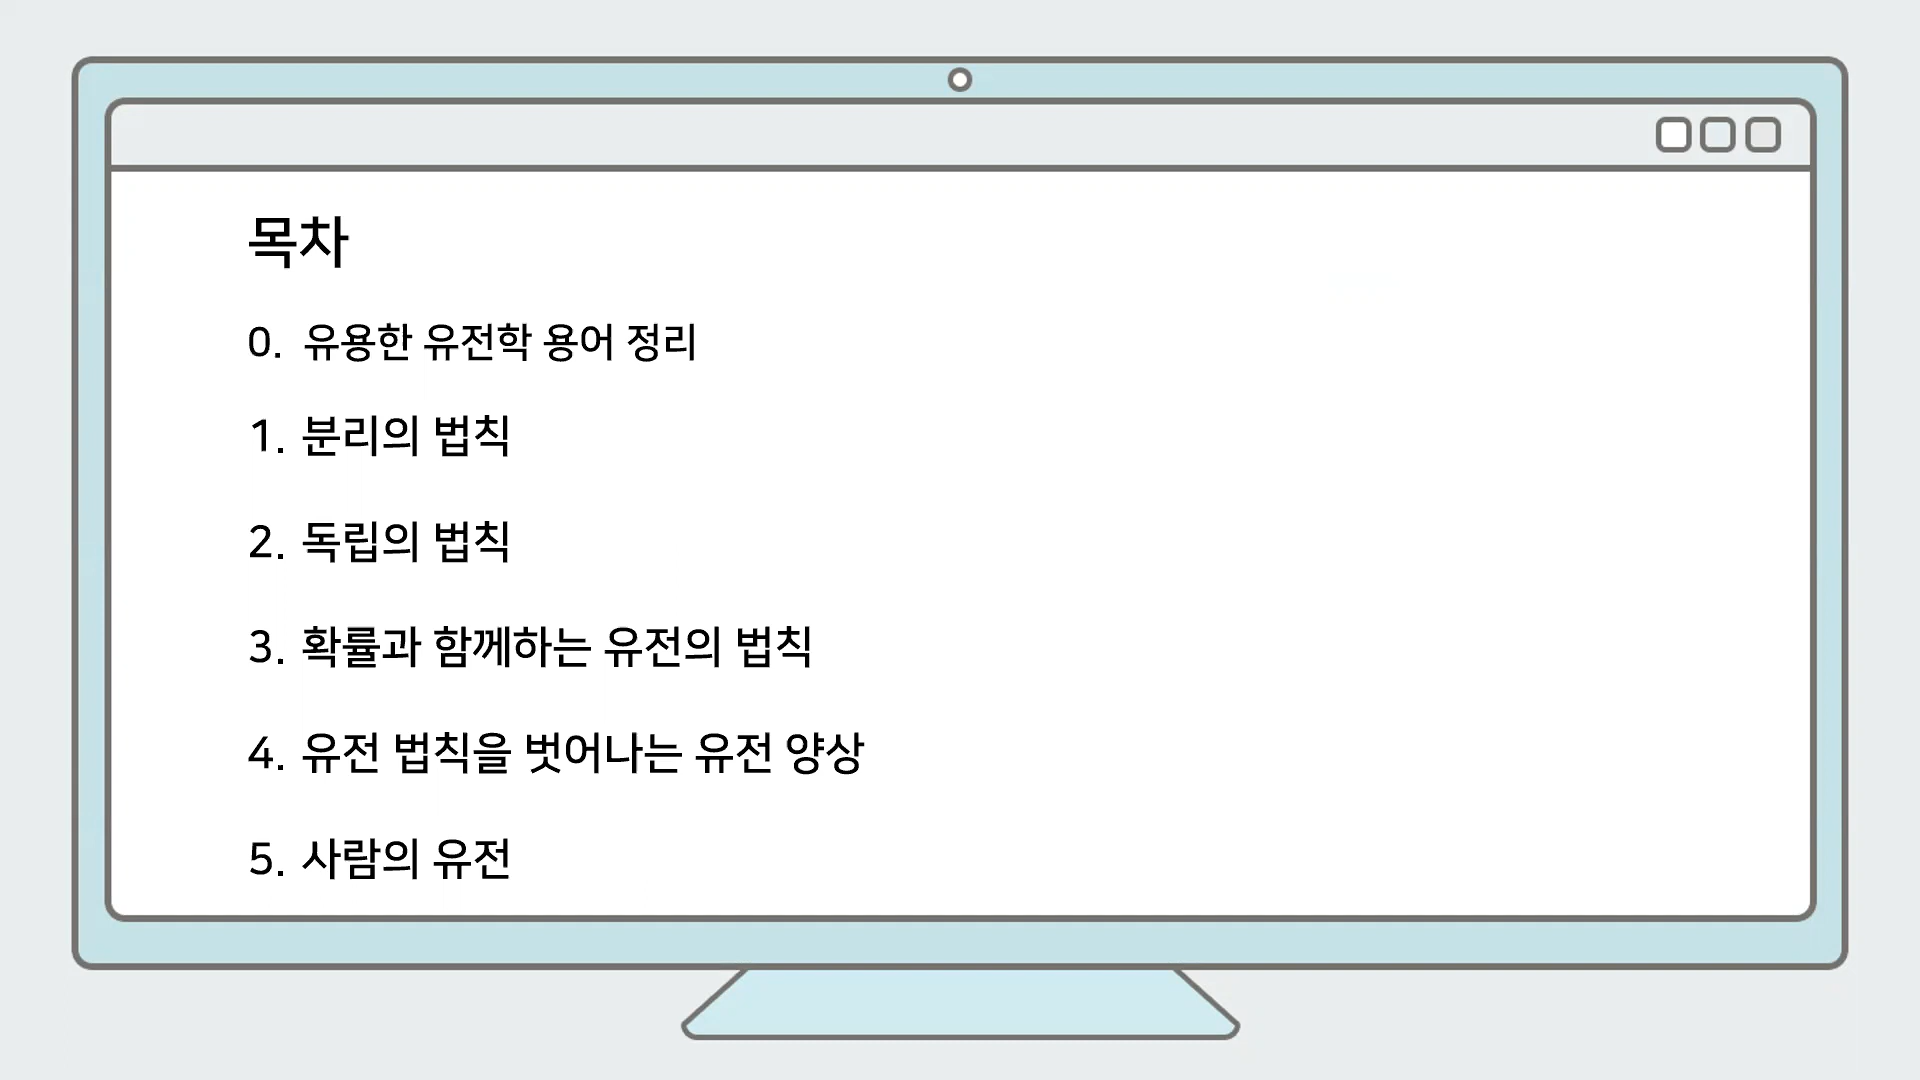 목차
0. 유용한 유전학 용어 정리
1. 분리의 법칙
2. 독립의 법칙
3. 확률과 함께하는 유전의 법칙
4. 유전 법칙을 벗어나는 유전 양상
5. 사람의 유전